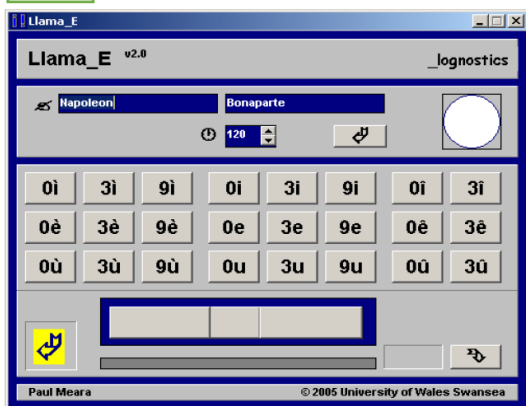 Llama_E
Llama_E v2.0 _lognostics
Napoleon Bonaparte
120
0ì 3ì 9ì 0i 3i 9i 0î 3î
0è 3è 9è 0e 3e 9e 0ê 3ê
0ù 3ù 9ù 0u 3u 9u 0û 3û
Paul Meara © 2005 University of Wales Swansea